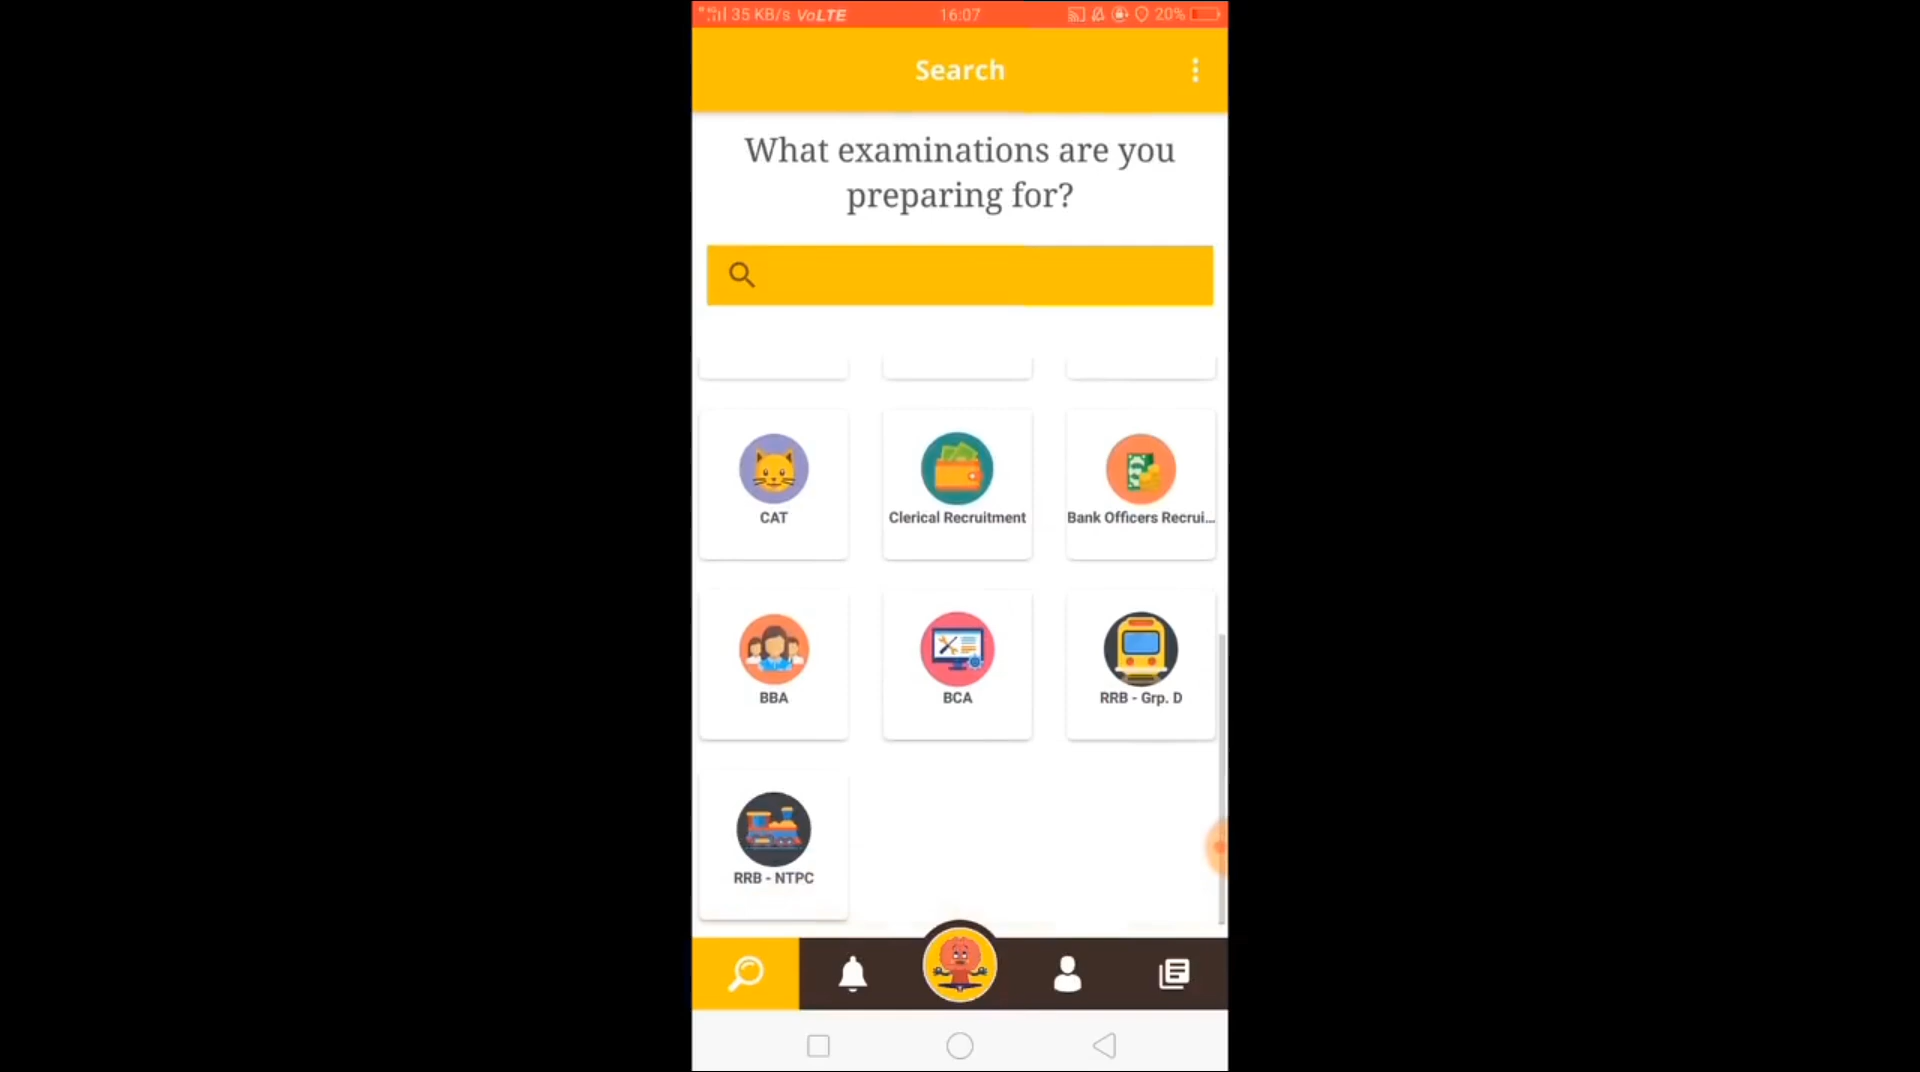 35 KB/s VoLTE 16:07 20%
Search
What examinations are you
preparing for?
CAT Clerical Recruitment Bank Officers Recrui...
BBA BCA RRB - Grp. D
RRB - NTPC